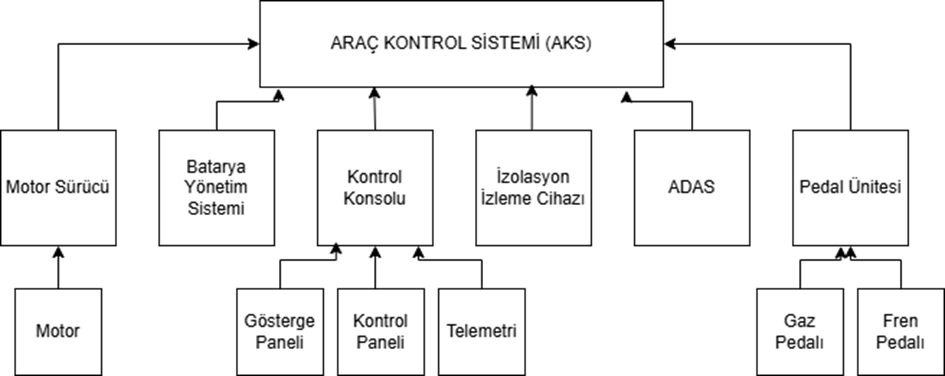 ARAÇ KONTROL SİSTEMİ (AKS)
Motor Sürücü
Batarya
Yönetim
Sistemi
Kontrol
Konsolu
İzolasyon
İzleme Cihazı
ADAS
Pedal Ünitesi
Motor
Gösterge
Paneli
Kontrol
Paneli
Telemetri
Gaz
Pedalı
Fren
Pedalı